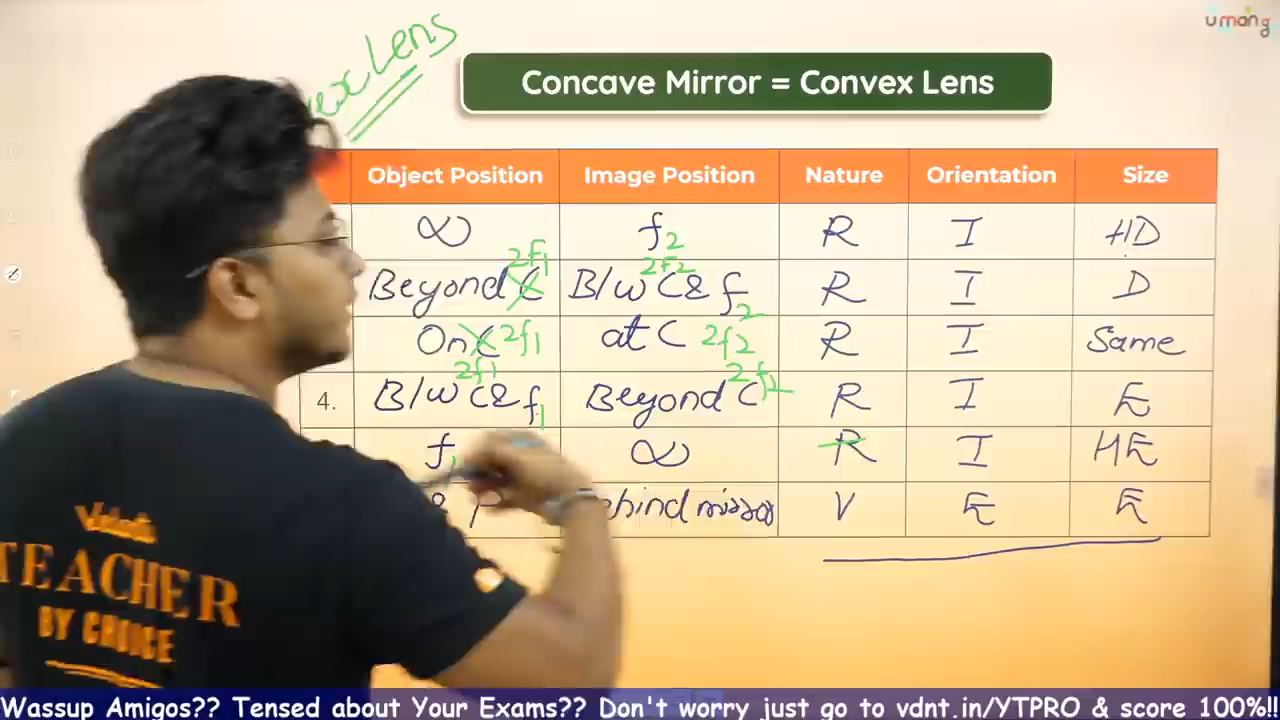 umang
Lens
Concave Mirror = Convex Lens
Object Position Image Position Nature Orientation Size
∞ f2 R I HD
Beyond C 2f1 B/w C 2f2 & f2 R I D
On C 2f1 at C 2f2 R I Same
4. B/w C 2f1 & f1 Beyond C 2f2 R I E
f1 ∞ R I HE
& P behind mirror V E E
Vedantu
TEACHER
BY CHOICE
Wassup Amigos?? Tensed about Your Exams?? Don't worry just go to vdnt.in/YTPRO & score 100%!!